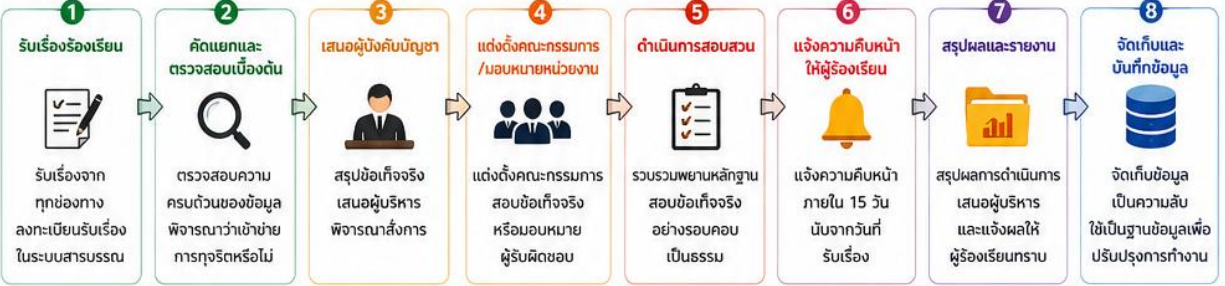 1
รับเรื่องร้องเรียน
รับเรื่องจาก
ทุกช่องทาง
ลงทะเบียนรับเรื่อง
ในระบบสารบรรณ
2
คัดแยกและ
ตรวจสอบเบื้องต้น
ตรวจสอบความ
ครบถ้วนของข้อมูล
พิจารณาว่าเข้าข่าย
การทุจริตหรือไม่
3
เสนอผู้บังคับบัญชา
สรุปข้อเท็จจริง
เสนอผู้บริหาร
พิจารณาสั่งการ
4
แต่งตั้งคณะกรรมการ
/มอบหมายหน่วยงาน
แต่งตั้งคณะกรรมการ
สอบข้อเท็จจริง
หรือมอบหมาย
ผู้รับผิดชอบ
5
ดำเนินการสอบสวน
รวบรวมพยานหลักฐาน
สอบข้อเท็จจริง
อย่างรอบคอบ
เป็นธรรม
6
แจ้งความคืบหน้า
ให้ผู้ร้องเรียน
แจ้งความคืบหน้า
ภายใน 15 วัน
นับจากวันที่
รับเรื่อง
7
สรุปผลและรายงาน
สรุปผลการดำเนินการ
เสนอผู้บริหาร
และแจ้งผลให้
ผู้ร้องเรียนทราบ
8
จัดเก็บและ
บันทึกข้อมูล
จัดเก็บข้อมูล
เป็นความลับ
ใช้เป็นฐานข้อมูลเพื่อ
ปรับปรุงการทำงาน